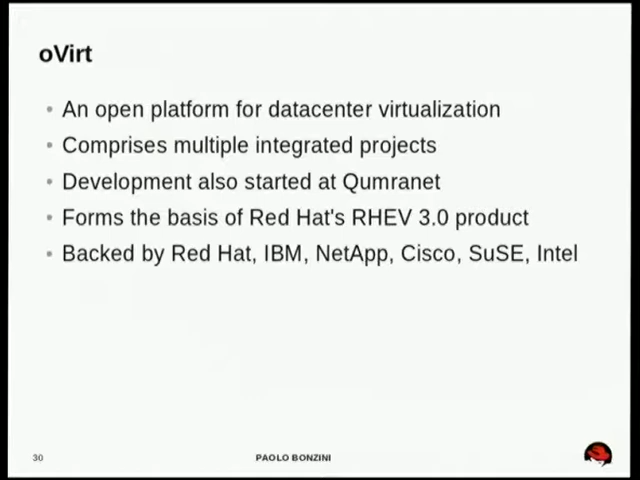 oVirt
• An open platform for datacenter virtualization
• Comprises multiple integrated projects
• Development also started at Qumranet
• Forms the basis of Red Hat's RHEV 3.0 product
• Backed by Red Hat, IBM, NetApp, Cisco, SuSE, Intel
30
PAOLO BONZINI